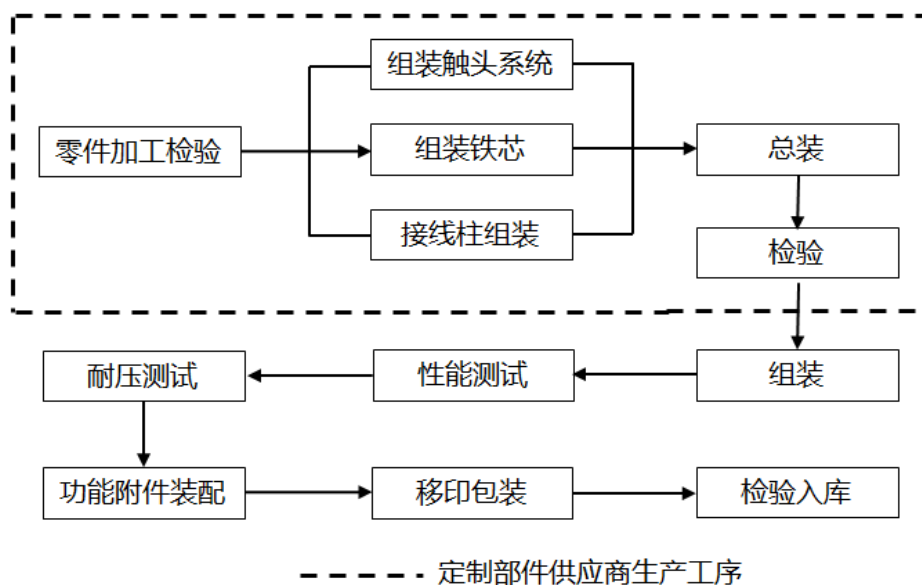 组装触头系统
零件加工检验
组装铁芯
总装
接线柱组装
检验
耐压测试
性能测试
组装
功能附件装配
移印包装
检验入库
定制部件供应商生产工序